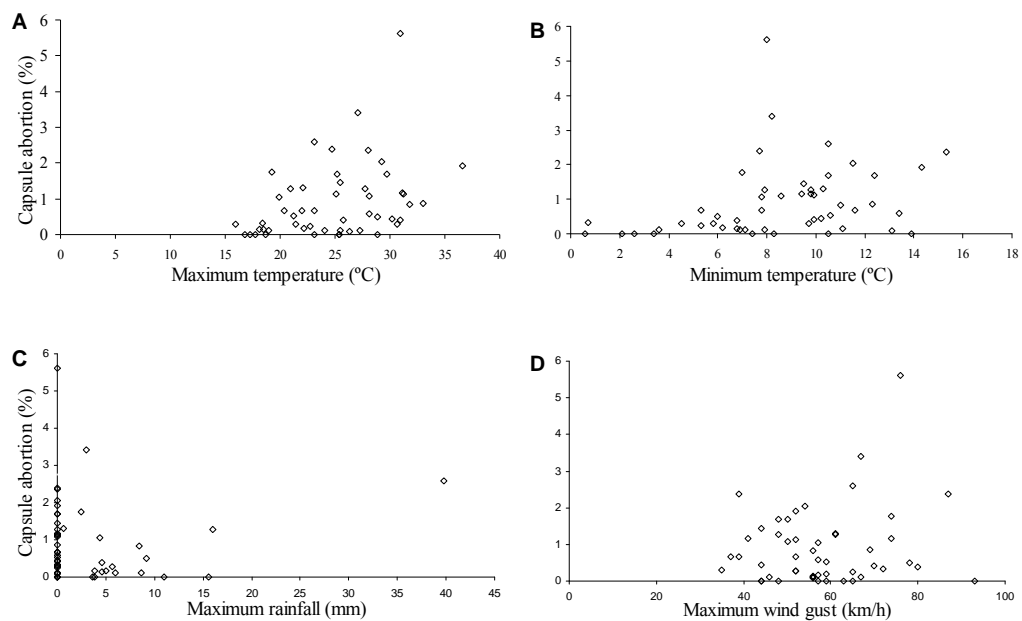 A
Capsule abortion (%)
6
5
4
3
2
1
0
0 5 10 15 20 25 30 35 40
Maximum temperature (ºC)
B
6
5
4
3
2
1
0
0 2 4 6 8 10 12 14 16 18
Minimum temperature (ºC)
C
Capsule abortion (%)
6
5
4
3
2
1
0
0 5 10 15 20 25 30 35 40 45
Maximum rainfall (mm)
D
6
5
4
3
2
1
0
0 20 40 60 80 100
Maximum wind gust (km/h)